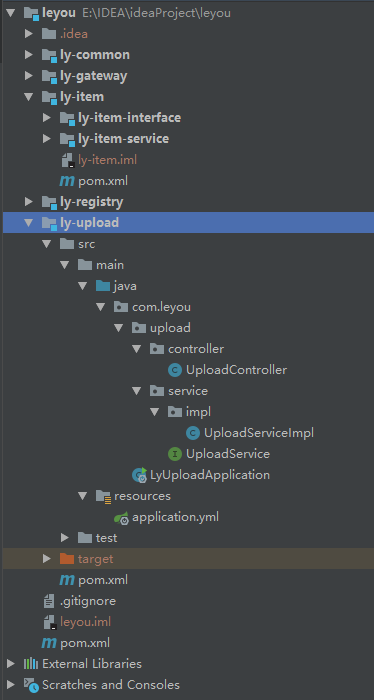 leyou E:\IDEA\ideaProject\leyou
.idea
ly-common
ly-gateway
ly-item
ly-item-interface
ly-item-service
ly-item.iml
pom.xml
ly-registry
ly-upload
src
main
java
com.leyou
upload
controller
UploadController
service
impl
UploadServiceImpl
UploadService
LyUploadApplication
resources
application.yml
test
target
pom.xml
.gitignore
leyou.iml
pom.xml
External Libraries
Scratches and Consoles